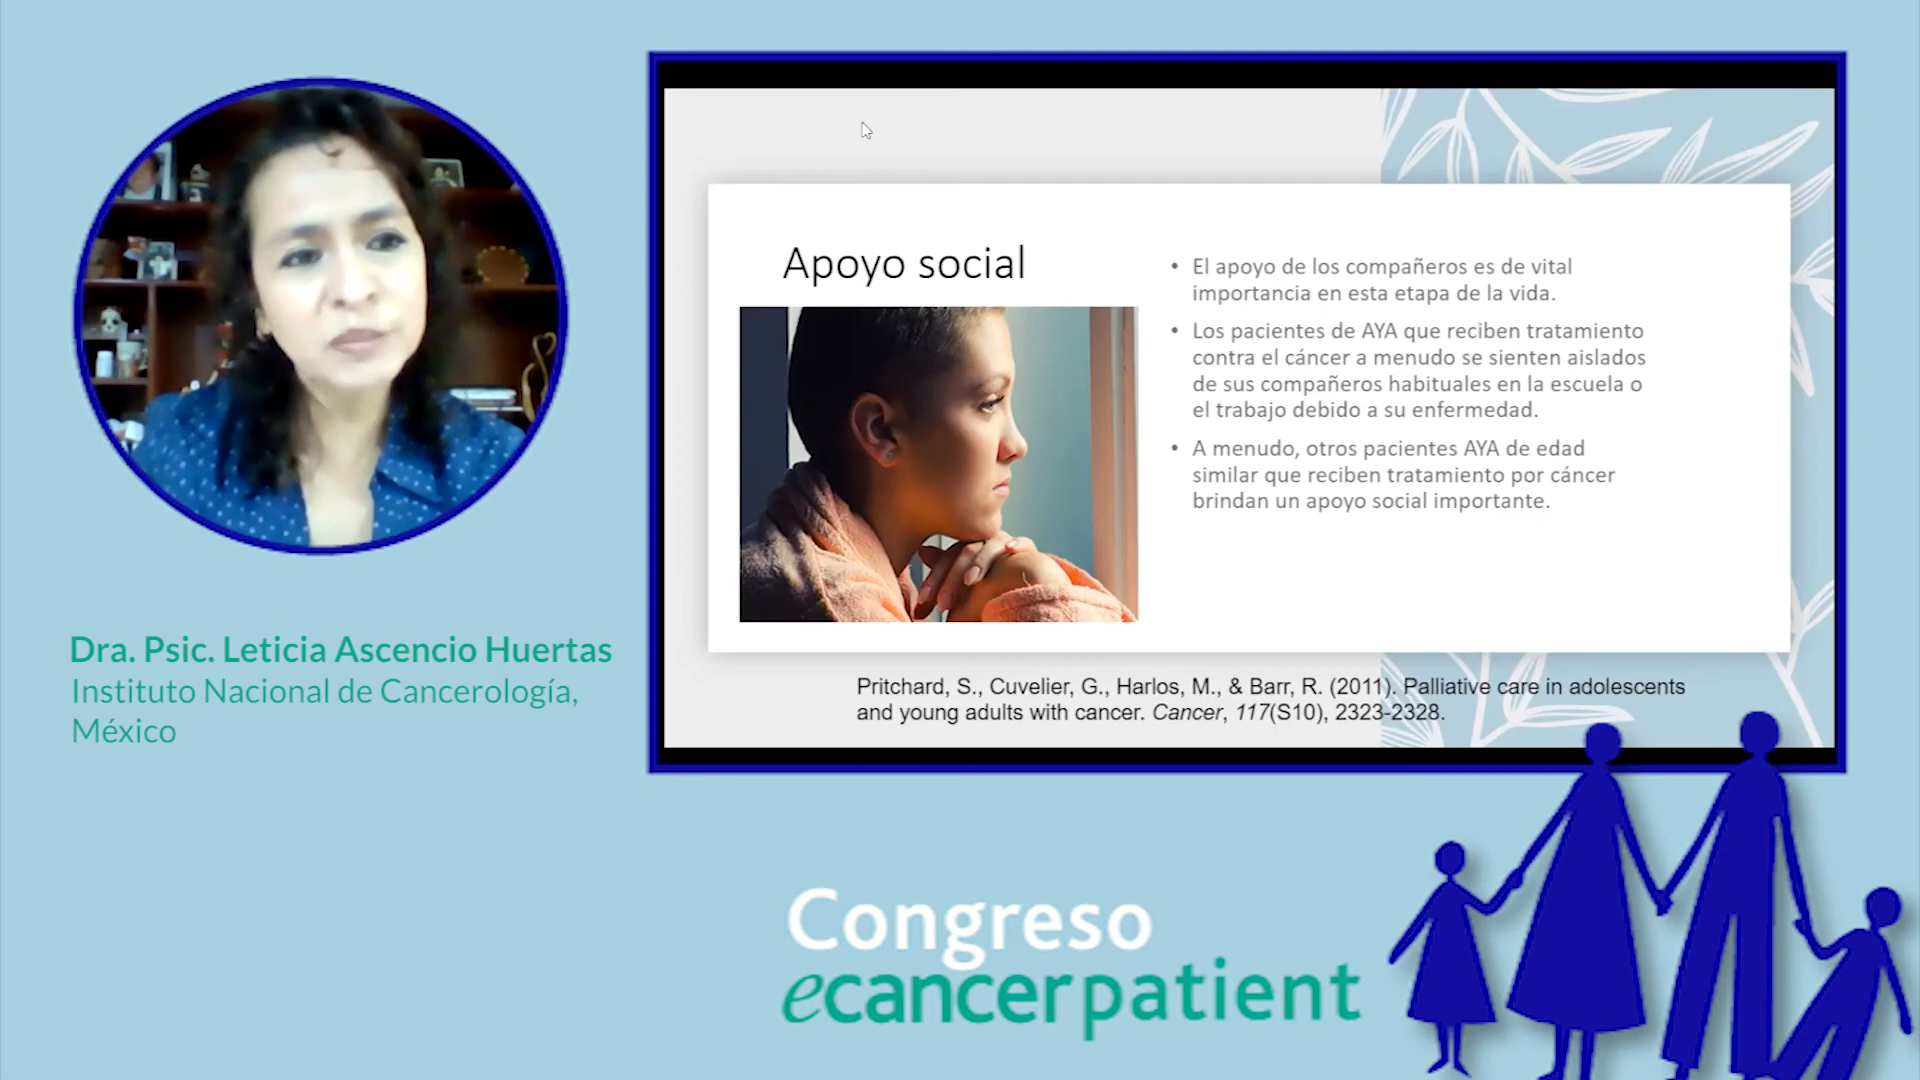 Dra. Psic. Leticia Ascencio Huertas
Instituto Nacional de Cancerología,
México
Apoyo social
• El apoyo de los compañeros es de vital
importancia en esta etapa de la vida.
• Los pacientes de AYA que reciben tratamiento
contra el cáncer a menudo se sienten aislados
de sus compañeros habituales en la escuela o
el trabajo debido a su enfermedad.
• A menudo, otros pacientes AYA de edad
similar que reciben tratamiento por cáncer
brindan un apoyo social importante.
Pritchard, S., Cuvelier, G., Harlos, M., & Barr, R. (2011). Palliative care in adolescents
and young adults with cancer. Cancer, 117(S10), 2323-2328.
Congreso
ecancerpatient